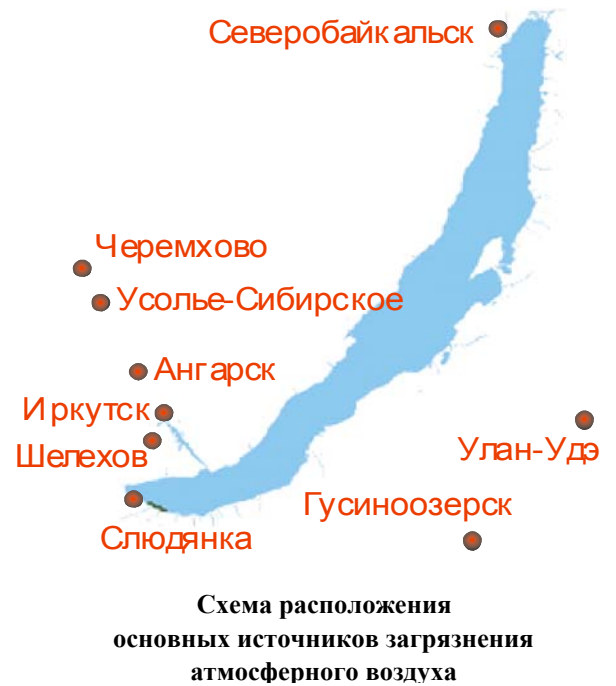 Северобайкальск
Черемхово
Усолье-Сибирское
Ангарск
Иркутск
Шелехов
Улан-Удэ
Гусиноозерск
Слюдянка
Схема расположения
основных источников загрязнения
атмосферного воздуха